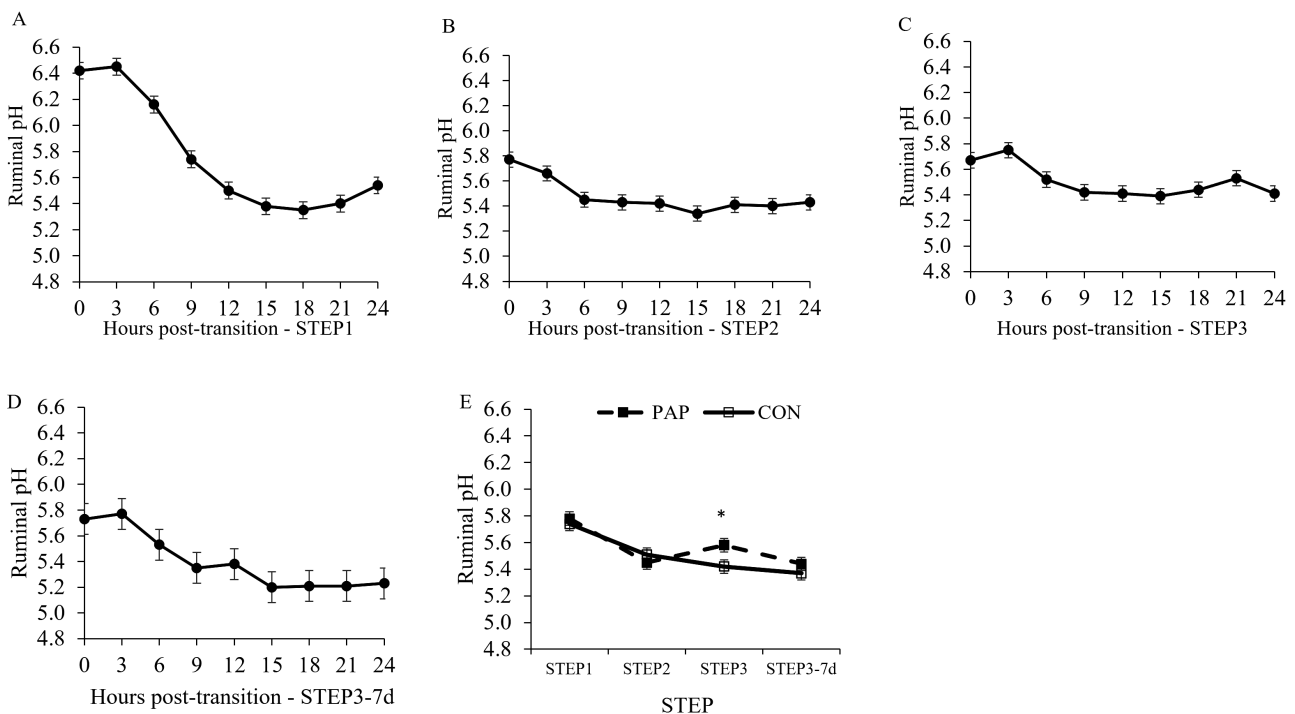 A
6.6
6.4
6.2
6.0
5.8
5.6
5.4
5.2
5.0
4.8
Ruminal pH
0 3 6 9 12 15 18 21 24
Hours post-transition - STEP1
B
6.6
6.4
6.2
6.0
5.8
5.6
5.4
5.2
5.0
4.8
Ruminal pH
0 3 6 9 12 15 18 21 24
Hours post-transition - STEP2
C
6.6
6.4
6.2
6.0
5.8
5.6
5.4
5.2
5.0
4.8
Ruminal pH
0 3 6 9 12 15 18 21 24
Hours post-transition - STEP3
D
6.6
6.4
6.2
6.0
5.8
5.6
5.4
5.2
5.0
4.8
Ruminal pH
0 3 6 9 12 15 18 21 24
Hours post-transition - STEP3-7d
E
PAP CON
6.6
6.4
6.2
6.0
5.8
5.6
5.4
5.2
5.0
4.8
Ruminal pH
*
STEP1 STEP2 STEP3 STEP3-7d
STEP